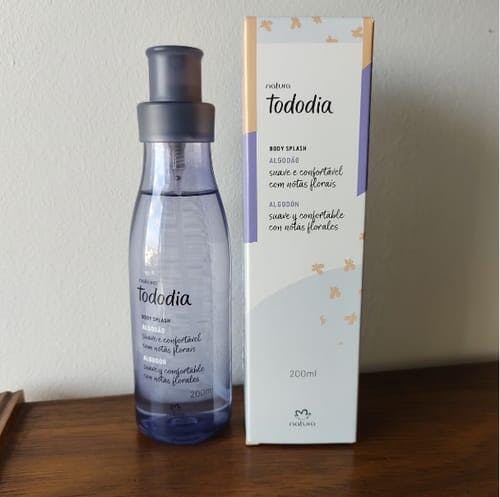 natura
tododia
BODY SPLASH
ALGODÃO
suave e confortável
com notas florais
ALGODÓN
suave y confortable
con notas florales
200ml
natura
tododia
BODY SPLASH
ALGODÃO
suave e confortável
com notas florais
ALGODÓN
suave y confortable
con notas florales
200ml
natura